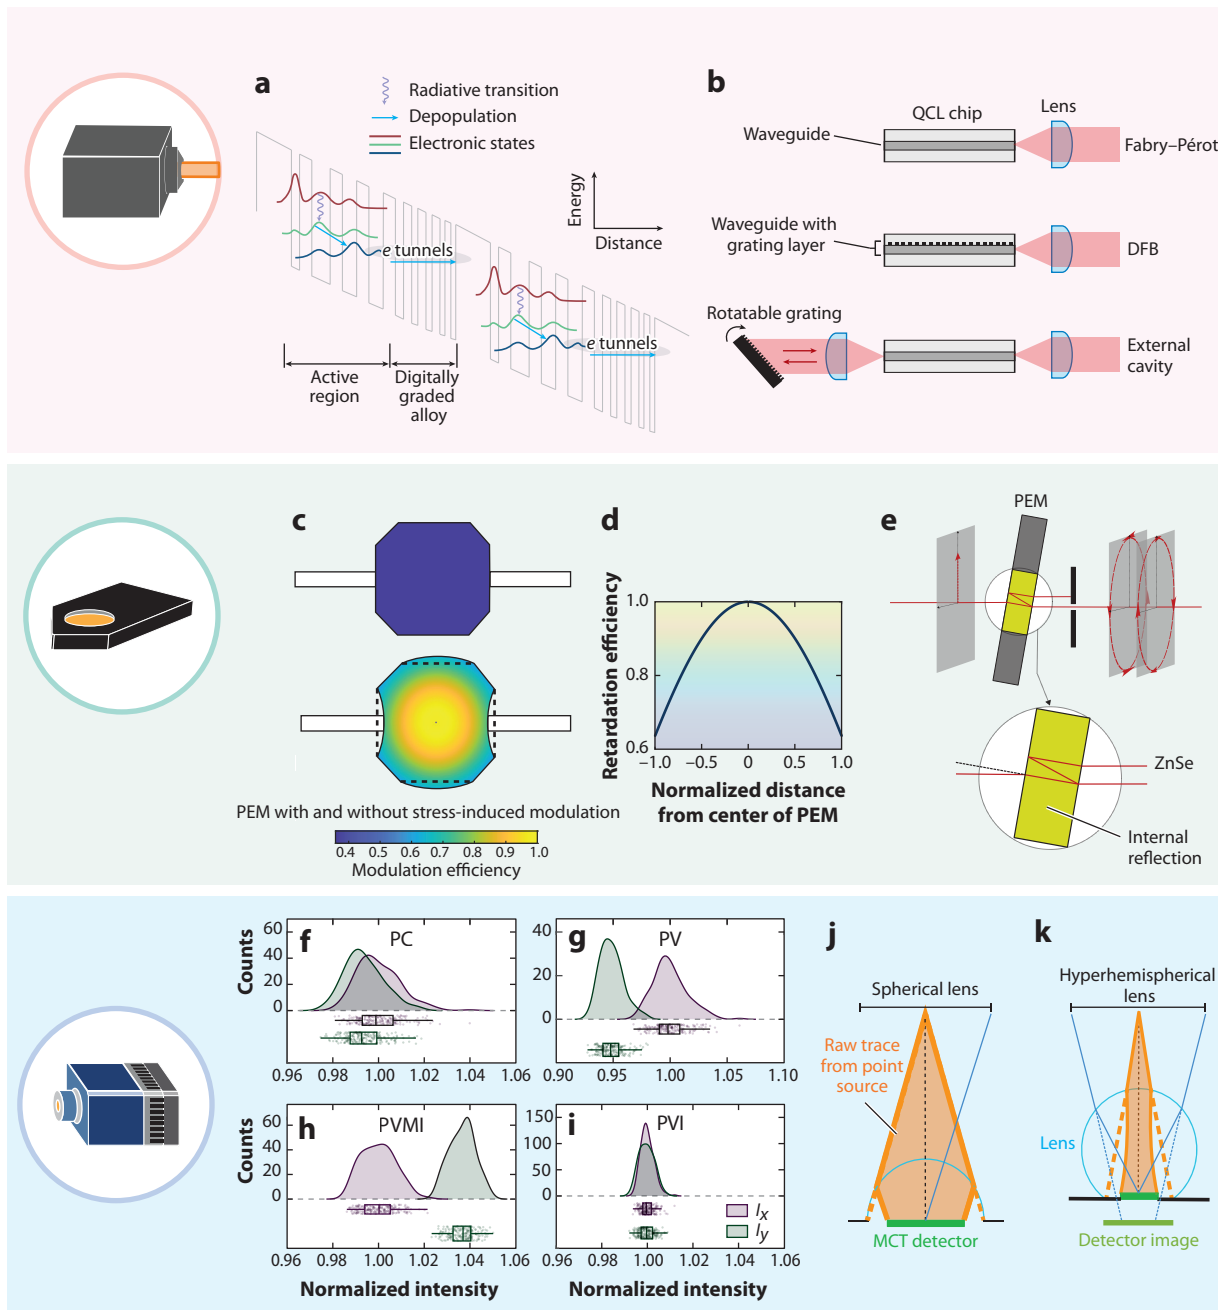 a
Radiative transition
Depopulation
Electronic states
Energy
Distance
e tunnels
e tunnels
Active
region
Digitally
graded
alloy
b
QCL chip
Lens
Waveguide
Fabry–Pérot
Waveguide with
grating layer
DFB
Rotatable grating
External
cavity
c
PEM with and without stress-induced modulation
0.4 0.5 0.6 0.7 0.8 0.9 1.0
Modulation efficiency
d
Retardation efficiency
1.0
0.8
0.6
−1.0 −0.5 0 0.5 1.0
Normalized distance
from center of PEM
e
PEM
ZnSe
Internal
reflection
f
PC
Counts
60
40
20
0
0.96 0.98 1.00 1.02 1.04 1.06
g
PV
40
20
0
0.90 0.95 1.00 1.05 1.10
h
PVMI
Counts
60
40
20
0
0.96 0.98 1.00 1.02 1.04 1.06
Normalized intensity
i
PVI
150
100
50
0
Ix
Iy
0.96 0.98 1.00 1.02 1.04 1.06
Normalized intensity
j
Spherical lens
Raw trace
from point
source
MCT detector
k
Hyperhemispherical
lens
Lens
Detector image